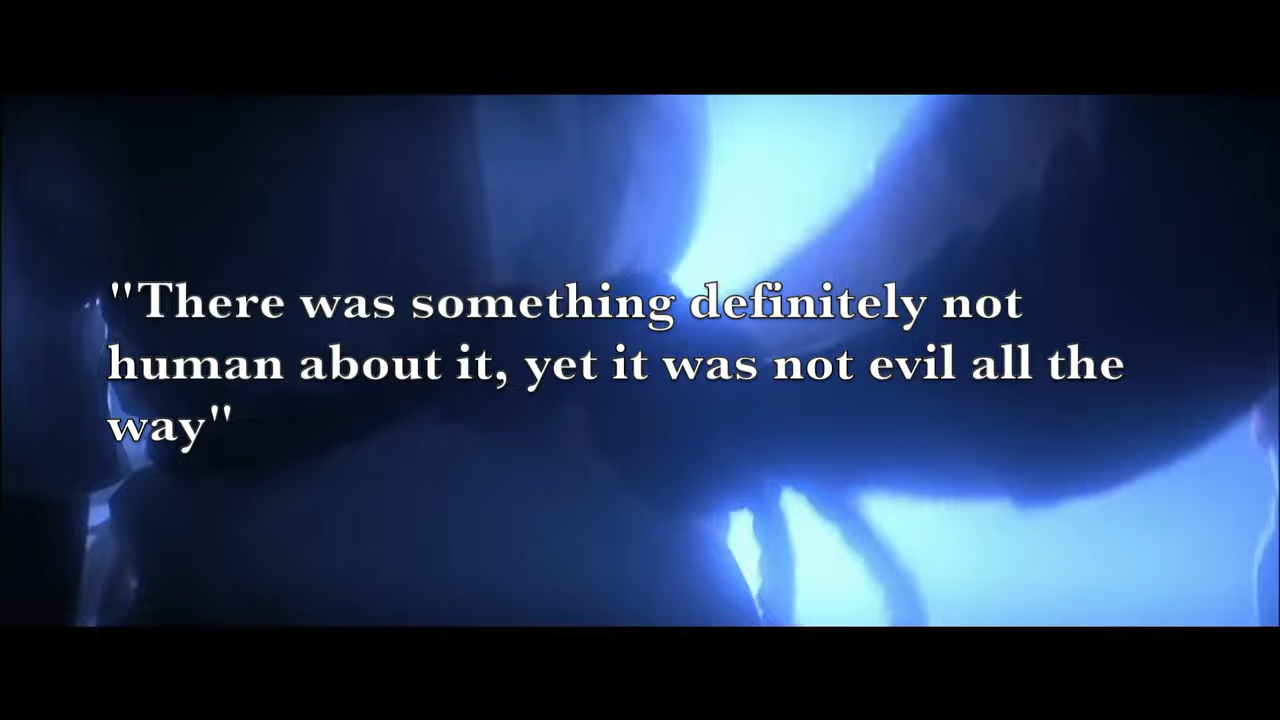 "There was something definitely not
human about it, yet it was not evil all the
way"